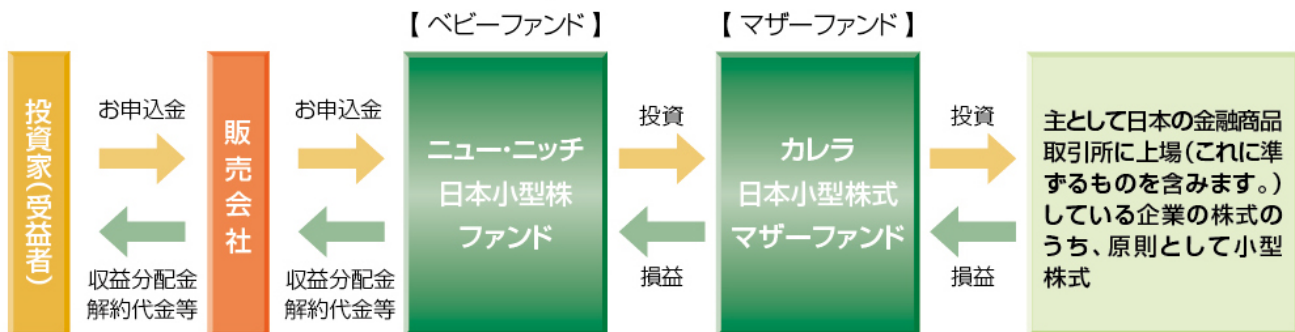 【 ベビーファンド 】
【 マザーファンド 】
投資家(受益者)
お申込金
収益分配金
解約代金等
販売会社
お申込金
収益分配金
解約代金等
ニュー・ニッチ
日本小型株
ファンド
投資
損益
カレラ
日本小型株式
マザーファンド
投資
損益
主として日本の金融商品
取引所に上場(これに準
ずるものを含みます。)
している企業の株式の
うち、原則として小型
株式